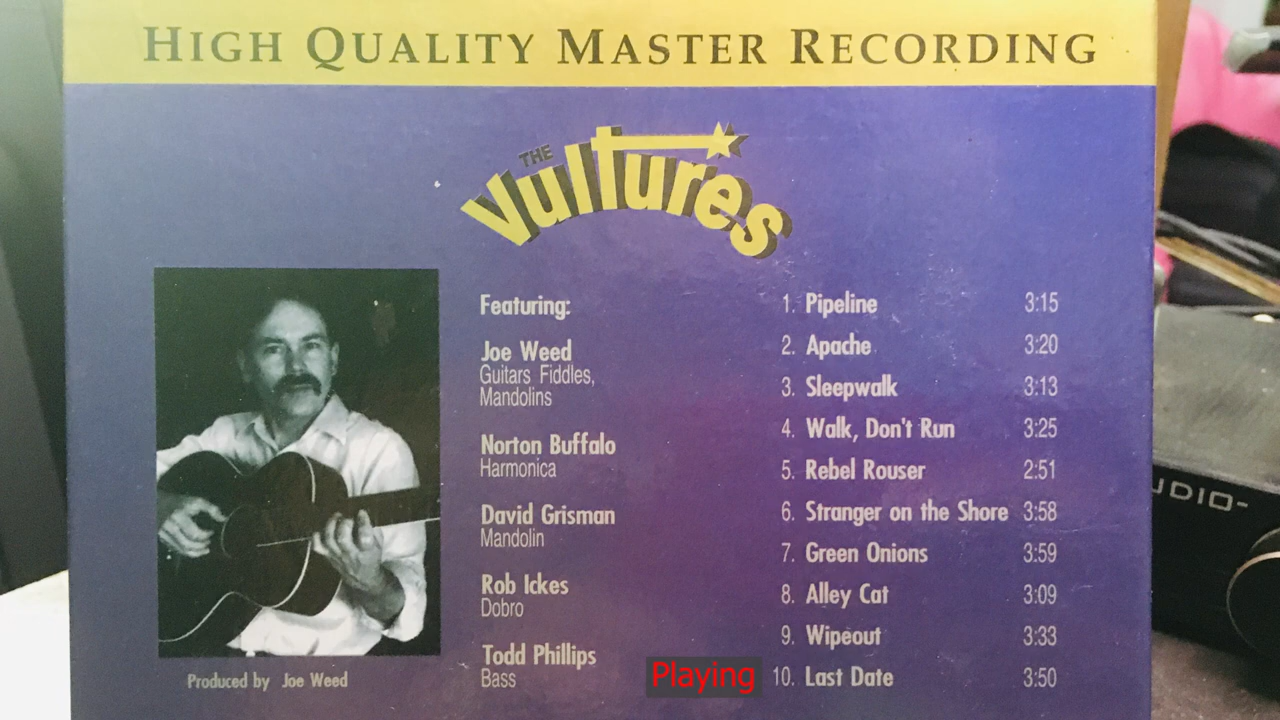 HIGH QUALITY MASTER RECORDING
THE
Vultures
Featuring:
Joe Weed
Guitars Fiddles,
Mandolins
Norton Buffalo
Harmonica
David Grisman
Mandolin
Rob Ickes
Dobro
Todd Phillips
Bass
Produced by Joe Weed
1. Pipeline 3:15
2. Apache 3:20
3. Sleepwalk 3:13
4. Walk, Don't Run 3:25
5. Rebel Rouser 2:51
6. Stranger on the Shore 3:58
7. Green Onions 3:59
8. Alley Cat 3:09
9. Wipeout 3:33
Playing 10. Last Date 3:50